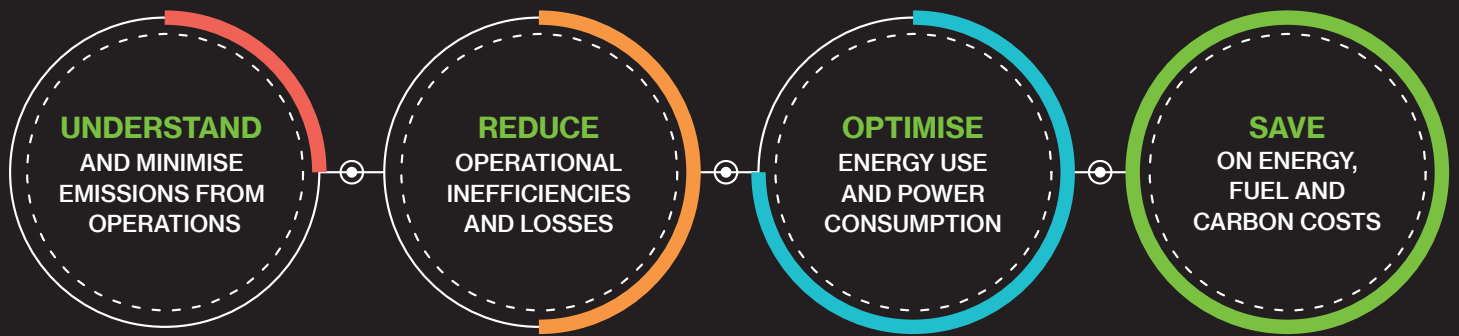 UNDERSTAND
AND MINIMISE
EMISSIONS FROM
OPERATIONS
REDUCE
OPERATIONAL
INEFFICIENCIES
AND LOSSES
OPTIMISE
ENERGY USE
AND POWER
CONSUMPTION
SAVE
ON ENERGY,
FUEL AND
CARBON COSTS